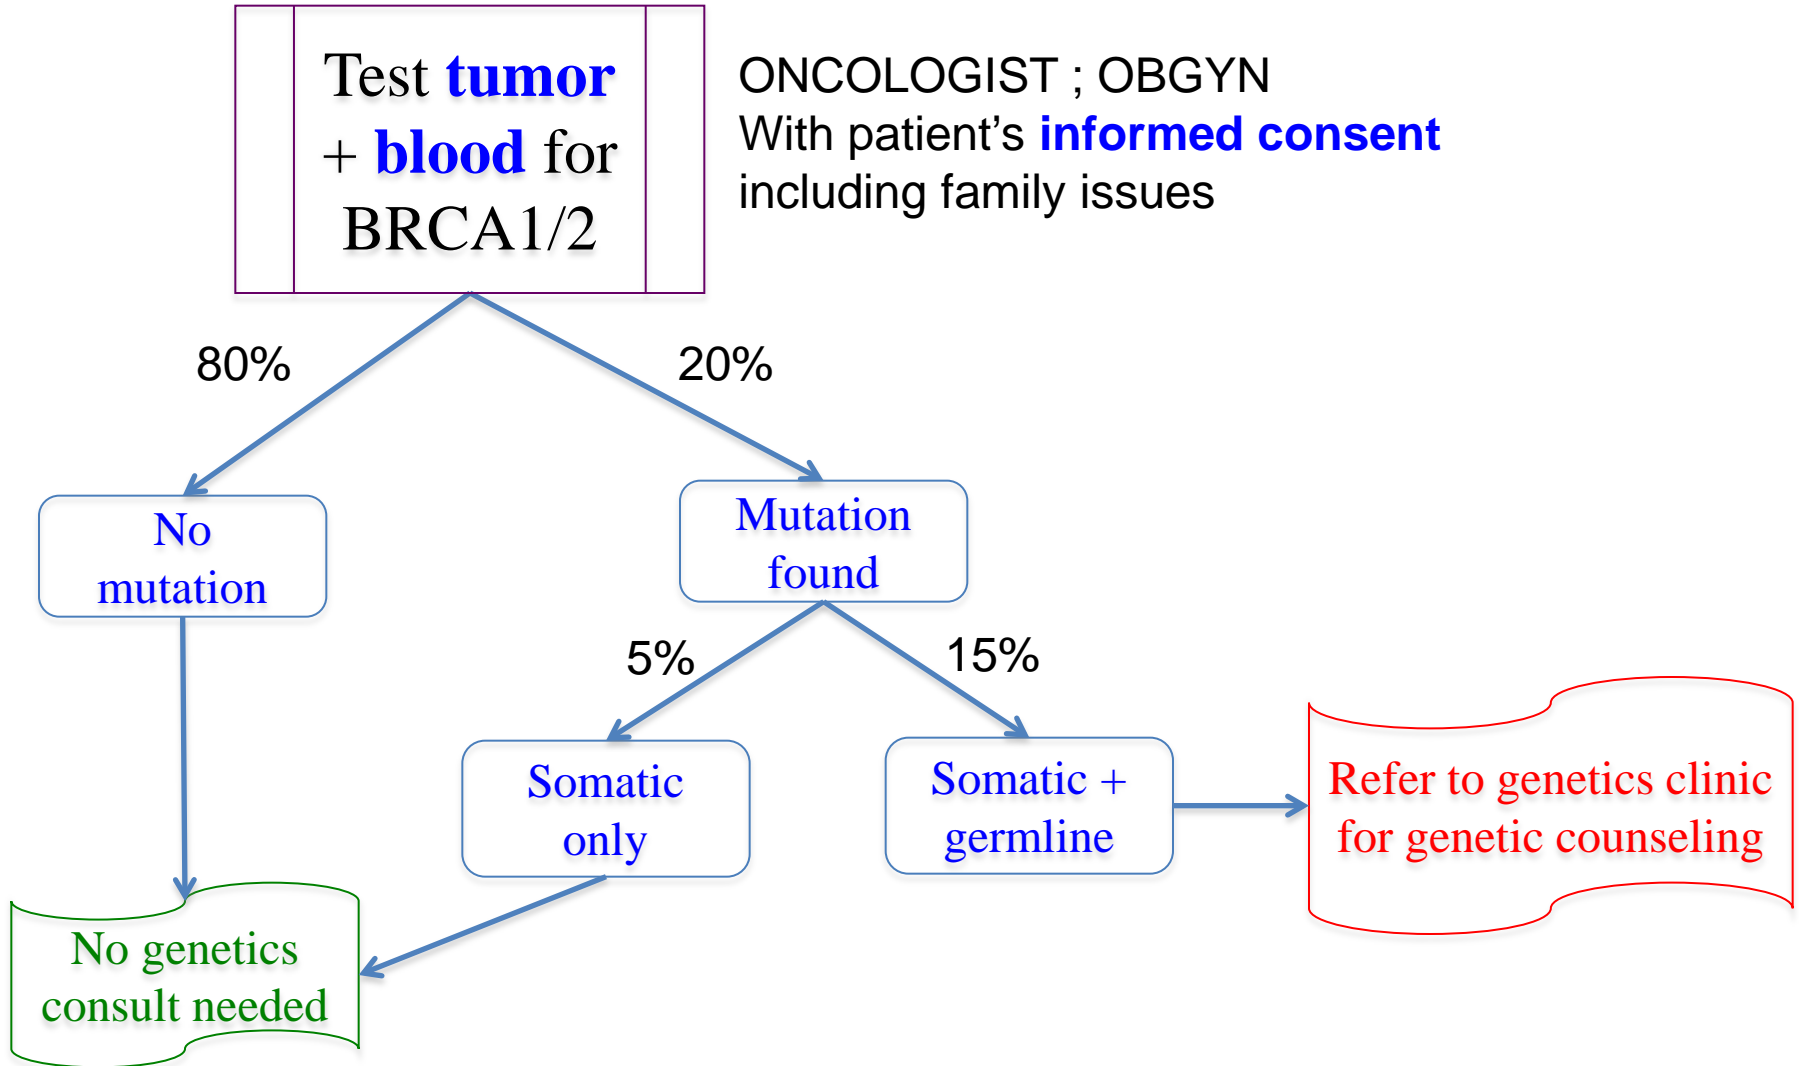 Test tumor
+ blood for
BRCA1/2
ONCOLOGIST ; OBGYN
With patient’s informed consent
including family issues
80%
20%
No
mutation
Mutation
found
5%
15%
Somatic
only
Somatic +
germline
Refer to genetics clinic
for genetic counseling
No genetics
consult needed